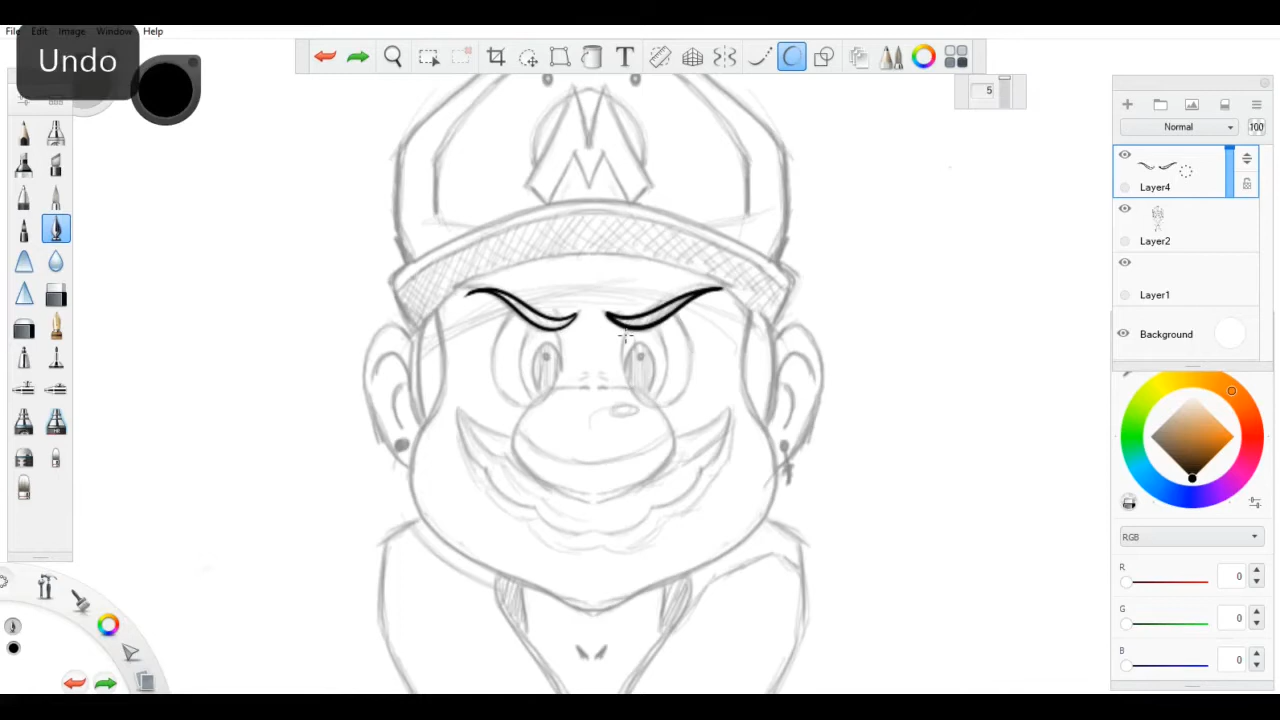 File Edit Image Window Help
Undo
T
5
Normal
100
Layer4
Layer2
Layer1
Background
RGB
R 0
G 0
B 0
M